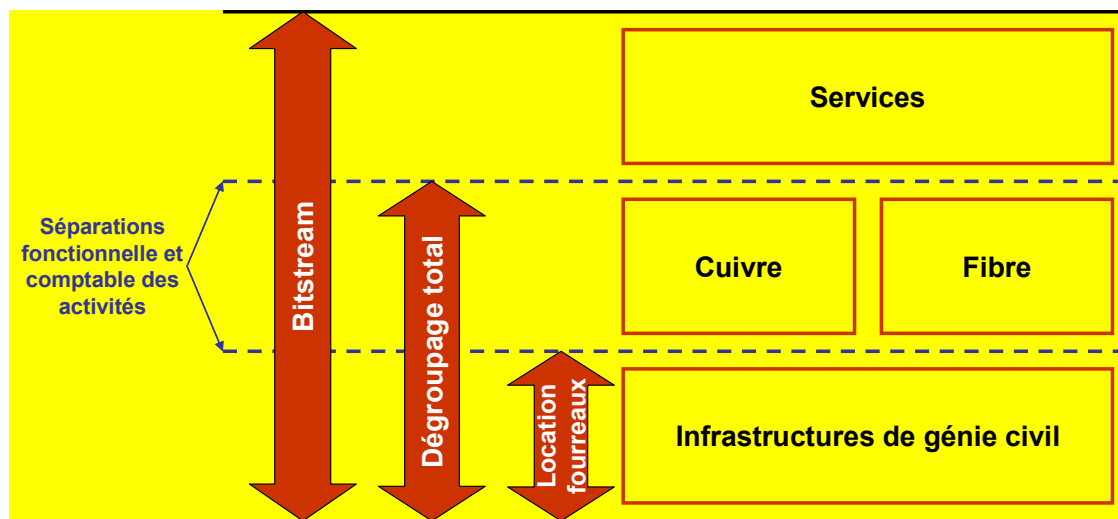 Services
Séparations
fonctionnelle et
comptable des
activités
Bitstream
Dégroupage total
Cuivre
Fibre
Location
fourreaux
Infrastructures de génie civil